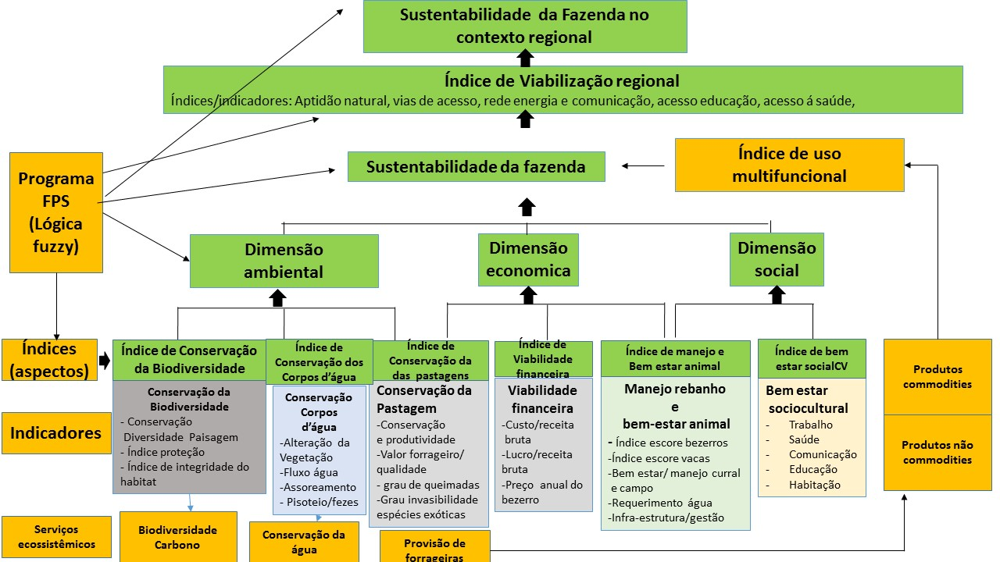 Sustentabilidade da Fazenda no
contexto regional
Índice de Viabilização regional
Índices/indicadores: Aptidão natural, vias de acesso, rede energia e comunicação, acesso educação, acesso á saúde,
Programa
FPS
(Lógica
fuzzy)
Sustentabilidade da fazenda
Índice de uso
multifuncional
Dimensão
ambiental
Dimensão
economica
Dimensão
social
Índices
(aspectos)
Índice de Conservação
da Biodiversidade
Índice de
Conservação dos
Corpos d'água
Índice de
Conservação da
das pastagens
Índice de
Viabilidade
financeira
Índice de manejo e
Bem estar animal
Índice de bem
estar socialCV
Produtos
commodities
Indicadores
Conservação da
Biodiversidade
- Conservação
Diversidade Paisagem
- Índice proteção
- Índice de integridade do
habitat
Conservação
Corpos
d'água
-Alteração da
Vegetação
-Fluxo água
-Assoreamento
- Pisoteio/fezes
Conservação da
Pastagem
-Conservação
e produtividade
-Valor forrageiro/
qualidade
- grau de queimadas
-Grau invasibilidade
espécies exóticas
Viabilidade
financeira
-Custo/receita
bruta
-Lucro/receita
bruta
-Preço anual do
bezerro
Manejo rebanho
e
bem-estar animal
- Índice escore bezerros
-Índice escore vacas
-Bem estar/ manejo curral
e campo
-Requerimento água
-Infra-estrutura/gestão
Bem estar
sociocultural
- Trabalho
- Saúde
- Comunicação
- Educação
- Habitação
Produtos não
commodities
Serviços
ecossistêmicos
Biodiversidade
Carbono
Conservação da
água
Provisão de
forrageiras